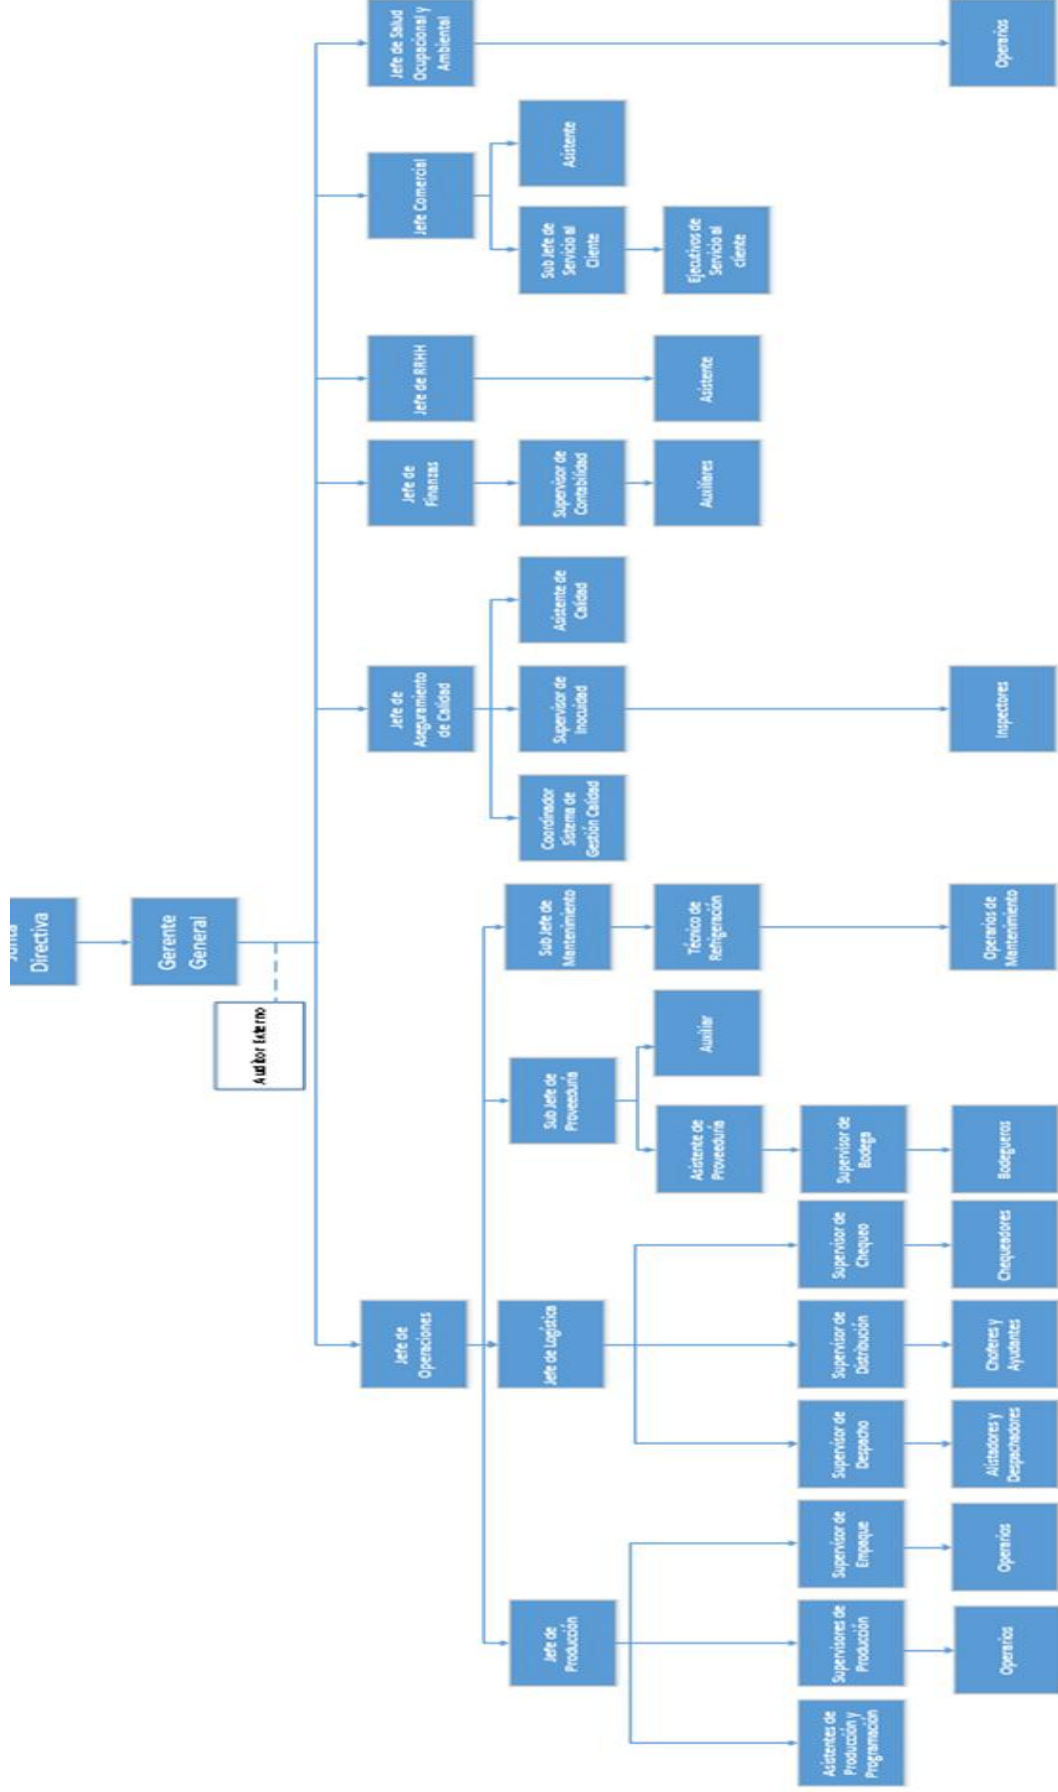 Junta
Directiva
Gerente
General
Auditor Externo
Jefe de
Operaciones
Jefe de
Aseguramiento
de Calidad
Jefe de
Finanzas
Jefe de RRHH
Jefe Comercial
Jefe de Salud
Ocupacional y
Ambiental
Jefe de
Producción
Jefe de Logística
Sub Jefe de
Proveeduría
Sub Jefe de
Mantenimiento
Coordinador
Sistema de
Gestión Calidad
Supervisor de
Inocuidad
Asistente de
Calidad
Supervisor de
Contabilidad
Sub Jefe de
Servicio al
Cliente
Asistente
Asistente de
Proveeduría
Auxiliar
Técnico de
Refrigeración
Auxiliares
Asistente
Ejecutivos de
Servicio al
cliente
Asistentes de
Producción y
Programación
Supervisores de
Producción
Supervisor de
Empaque
Supervisor de
Despacho
Supervisor de
Distribución
Supervisor de
Chequeo
Supervisor de
Bodega
Operarios
Operarios
Alistadores y
Despachadores
Choferes y
Ayudantes
Chequeadores
Bodegueros
Operarios de
Mantenimiento
Inspectores
Operarios